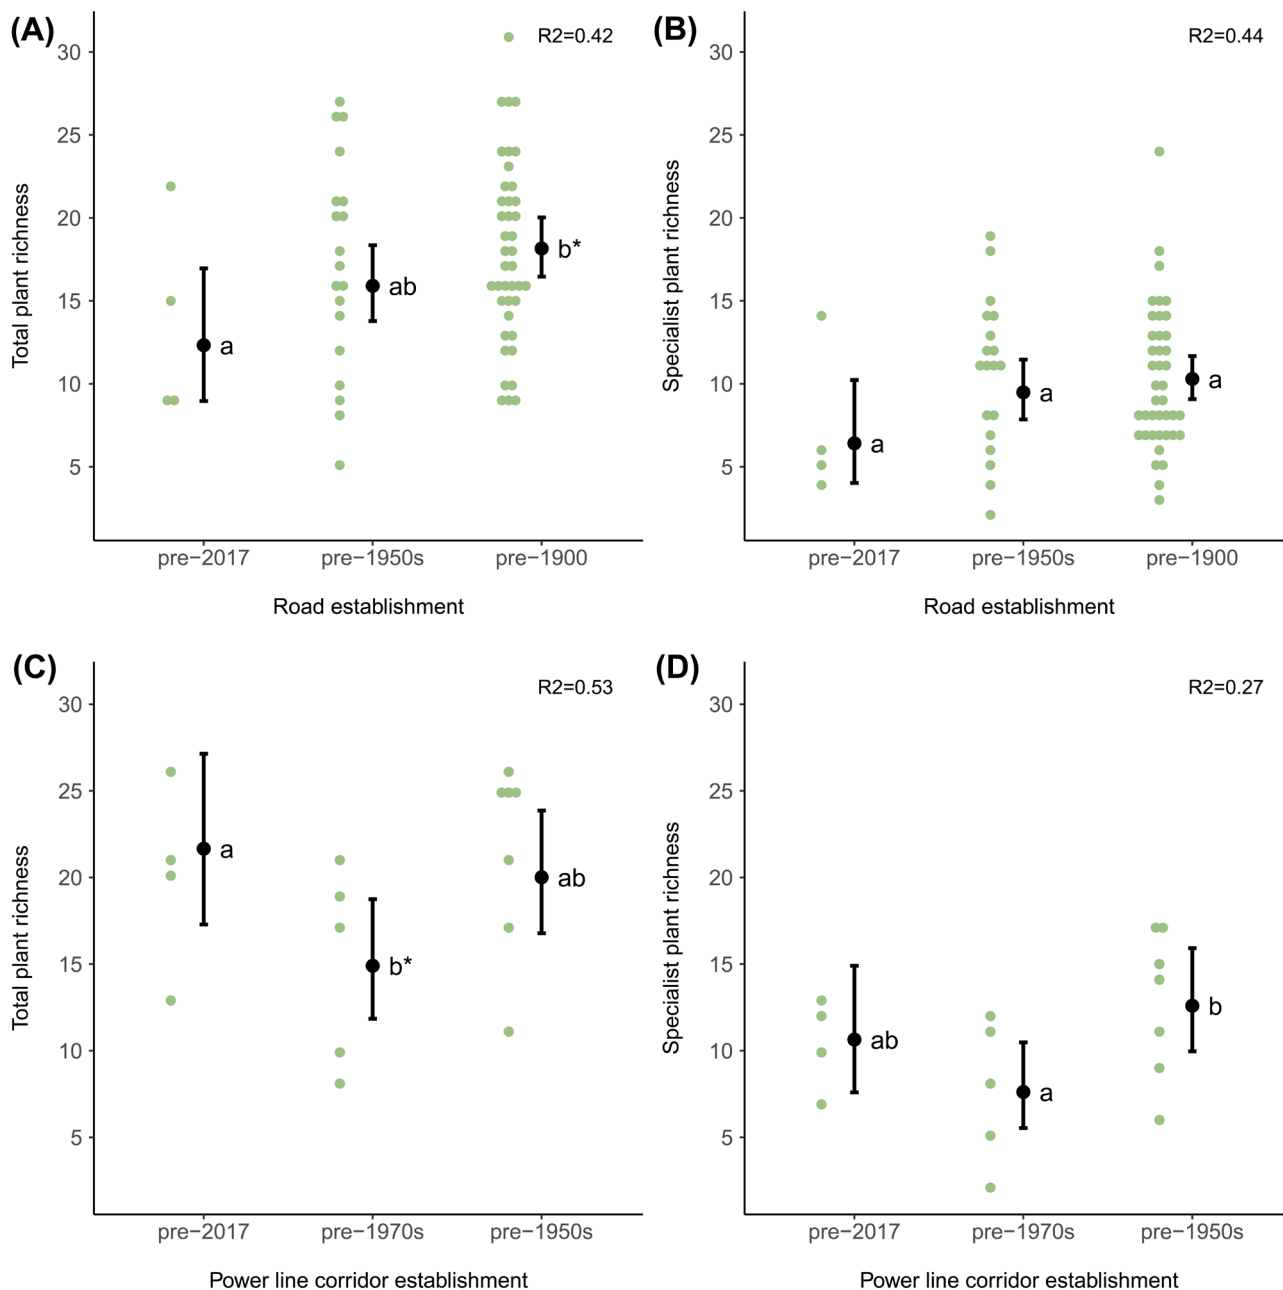 (A)
R2=0.42
Total plant richness
30
25
20
15
10
5
a
ab
b*
pre−2017 pre−1950s pre−1900
Road establishment
(B)
R2=0.44
Specialist plant richness
30
25
20
15
10
5
a
a
a
pre−2017 pre−1950s pre−1900
Road establishment
(C)
R2=0.53
Total plant richness
30
25
20
15
10
5
a
b*
ab
pre−2017 pre−1970s pre−1950s
Power line corridor establishment
(D)
R2=0.27
Specialist plant richness
30
25
20
15
10
5
ab
a
b
pre−2017 pre−1970s pre−1950s
Power line corridor establishment